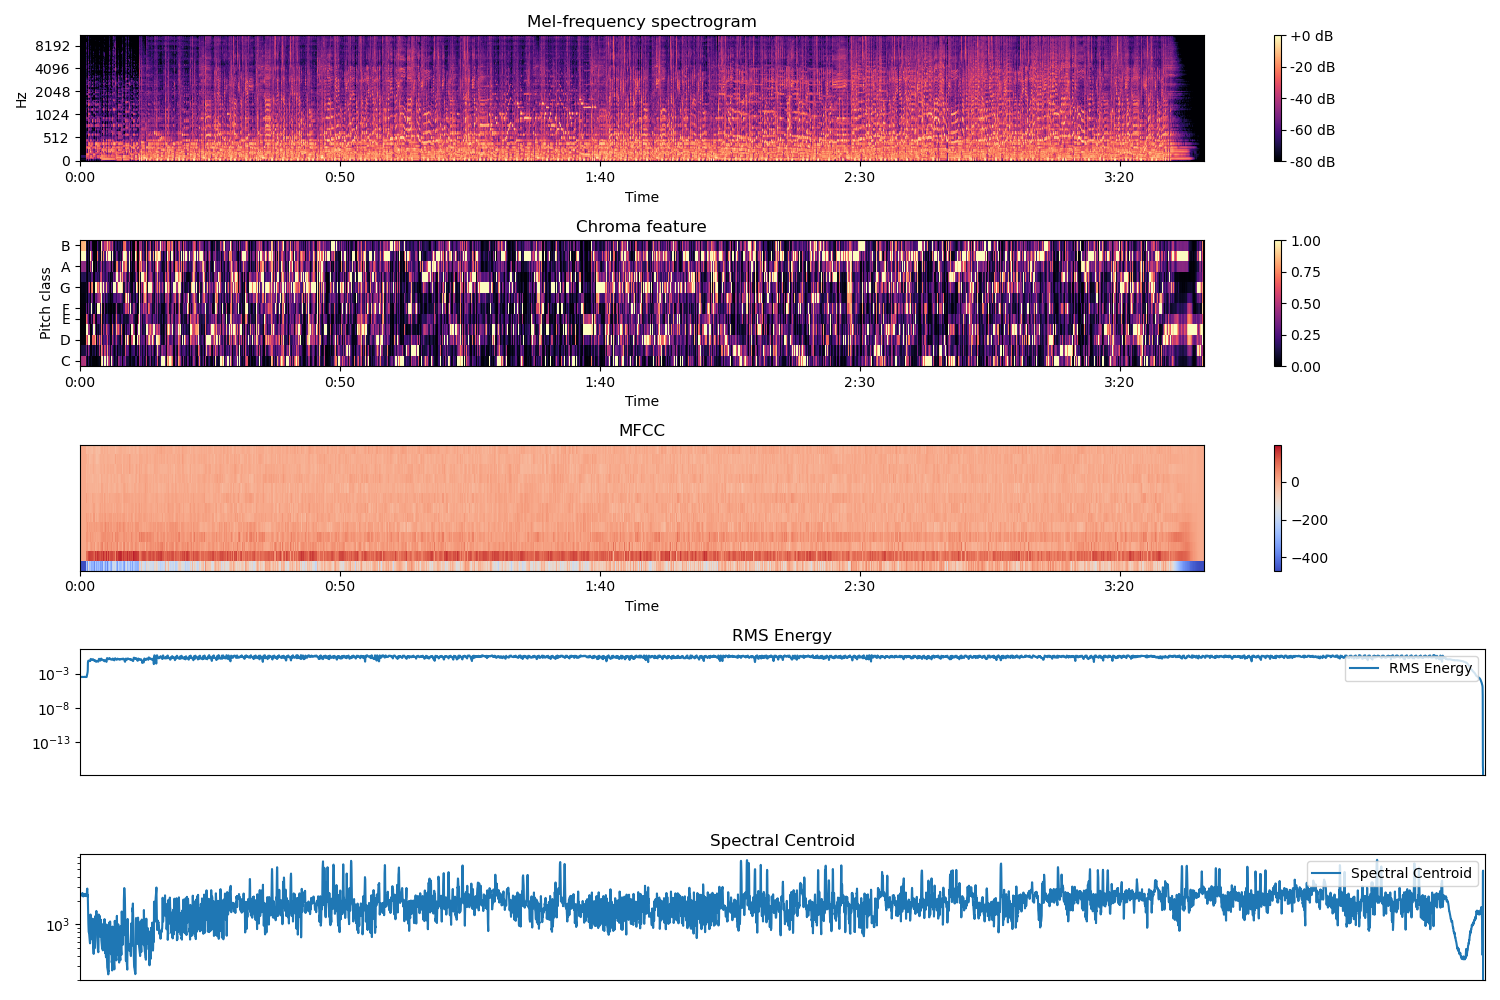 Mel-frequency spectrogram
8192
4096
2048
1024
512
0
Hz
0:00 0:50 1:40 2:30 3:20
Time
+0 dB
-20 dB
-40 dB
-60 dB
-80 dB
Chroma feature
B
A
G
F
E
D
C
Pitch class
0:00 0:50 1:40 2:30 3:20
Time
1.00
0.75
0.50
0.25
0.00
MFCC
0:00 0:50 1:40 2:30 3:20
Time
0
−200
−400
RMS Energy
10⁻³
10⁻⁸
10⁻¹³
RMS Energy
Spectral Centroid
10³
Spectral Centroid